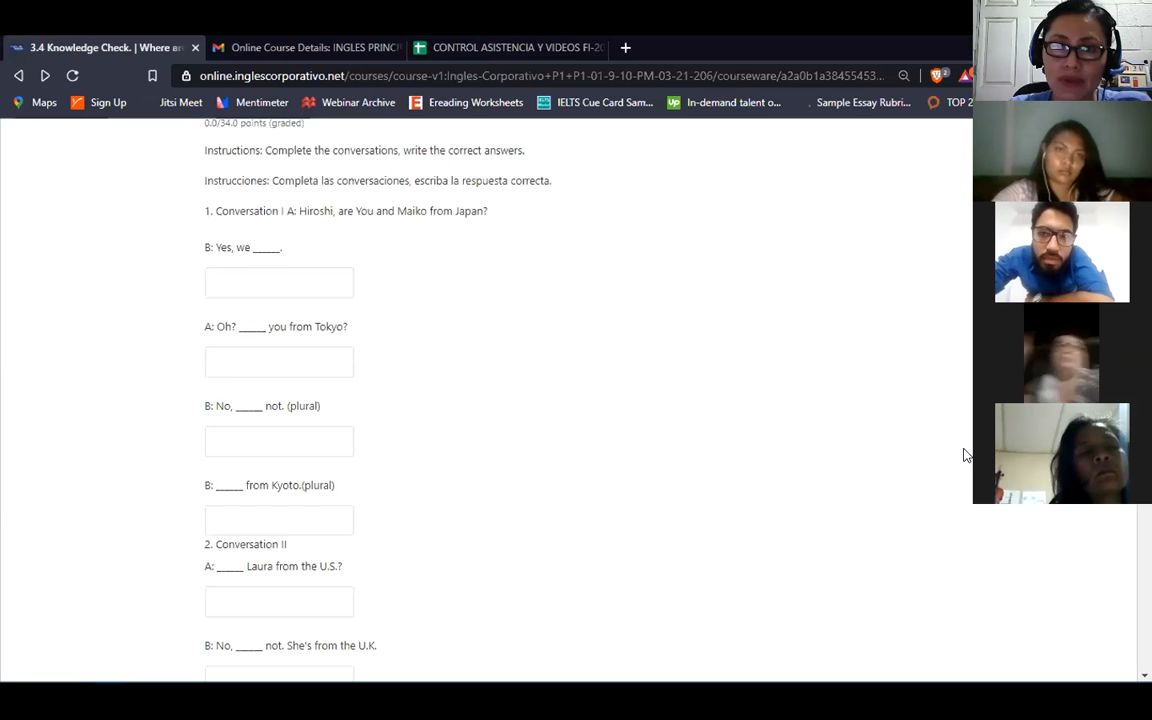 3.4 Knowledge Check. | Where ar
Online Course Details: INGLES PRINCI
CONTROL ASISTENCIA Y VIDEOS FI-20
online.inglescorporativo.net/courses/course-v1:Ingles-Corporativo+P1+P1-01-9-10-PM-03-21-206/courseware/a2a0b1a38455453...
2
Maps
Sign Up
Jitsi Meet
Mentimeter
Webinar Archive
Ereading Worksheets
IELTS Cue Card Sam...
Up In-demand talent o...
Sample Essay Rubri...
TOP 2
0.0/34.0 points (graded)
Instructions: Complete the conversations, write the correct answers.
Instrucciones: Completa las conversaciones, escriba la respuesta correcta.
1. Conversation I A: Hiroshi, are You and Maiko from Japan?
B: Yes, we _____.
A: Oh? _____ you from Tokyo?
B: No, _____ not. (plural)
B: _____ from Kyoto.(plural)
2. Conversation II
A: _____ Laura from the U.S.?
B: No, _____ not. She's from the U.K.